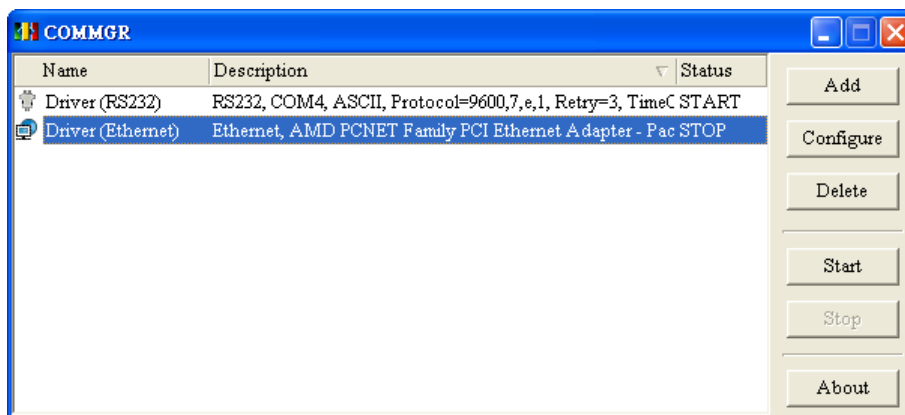 COMMGR
Name Description Status
Driver (RS232) RS232, COM4, ASCII, Protocol=9600,7,e,1, Retry=3, TimeC START
Driver (Ethernet) Ethernet, AMD PCNET Family PCI Ethernet Adapter - Pac STOP
Add
Configure
Delete
Start
Stop
About